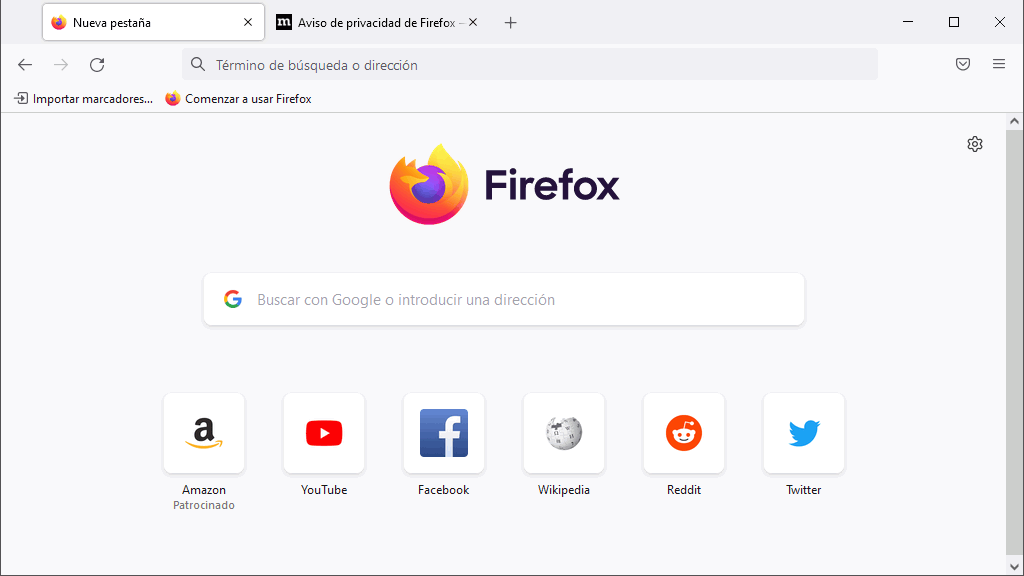 Nueva pestaña
Aviso de privacidad de Firefox –
Término de búsqueda o dirección
Importar marcadores...
Comenzar a usar Firefox
Firefox
Buscar con Google o introducir una dirección
Amazon
Patrocinado
YouTube
Facebook
Wikipedia
Reddit
Twitter